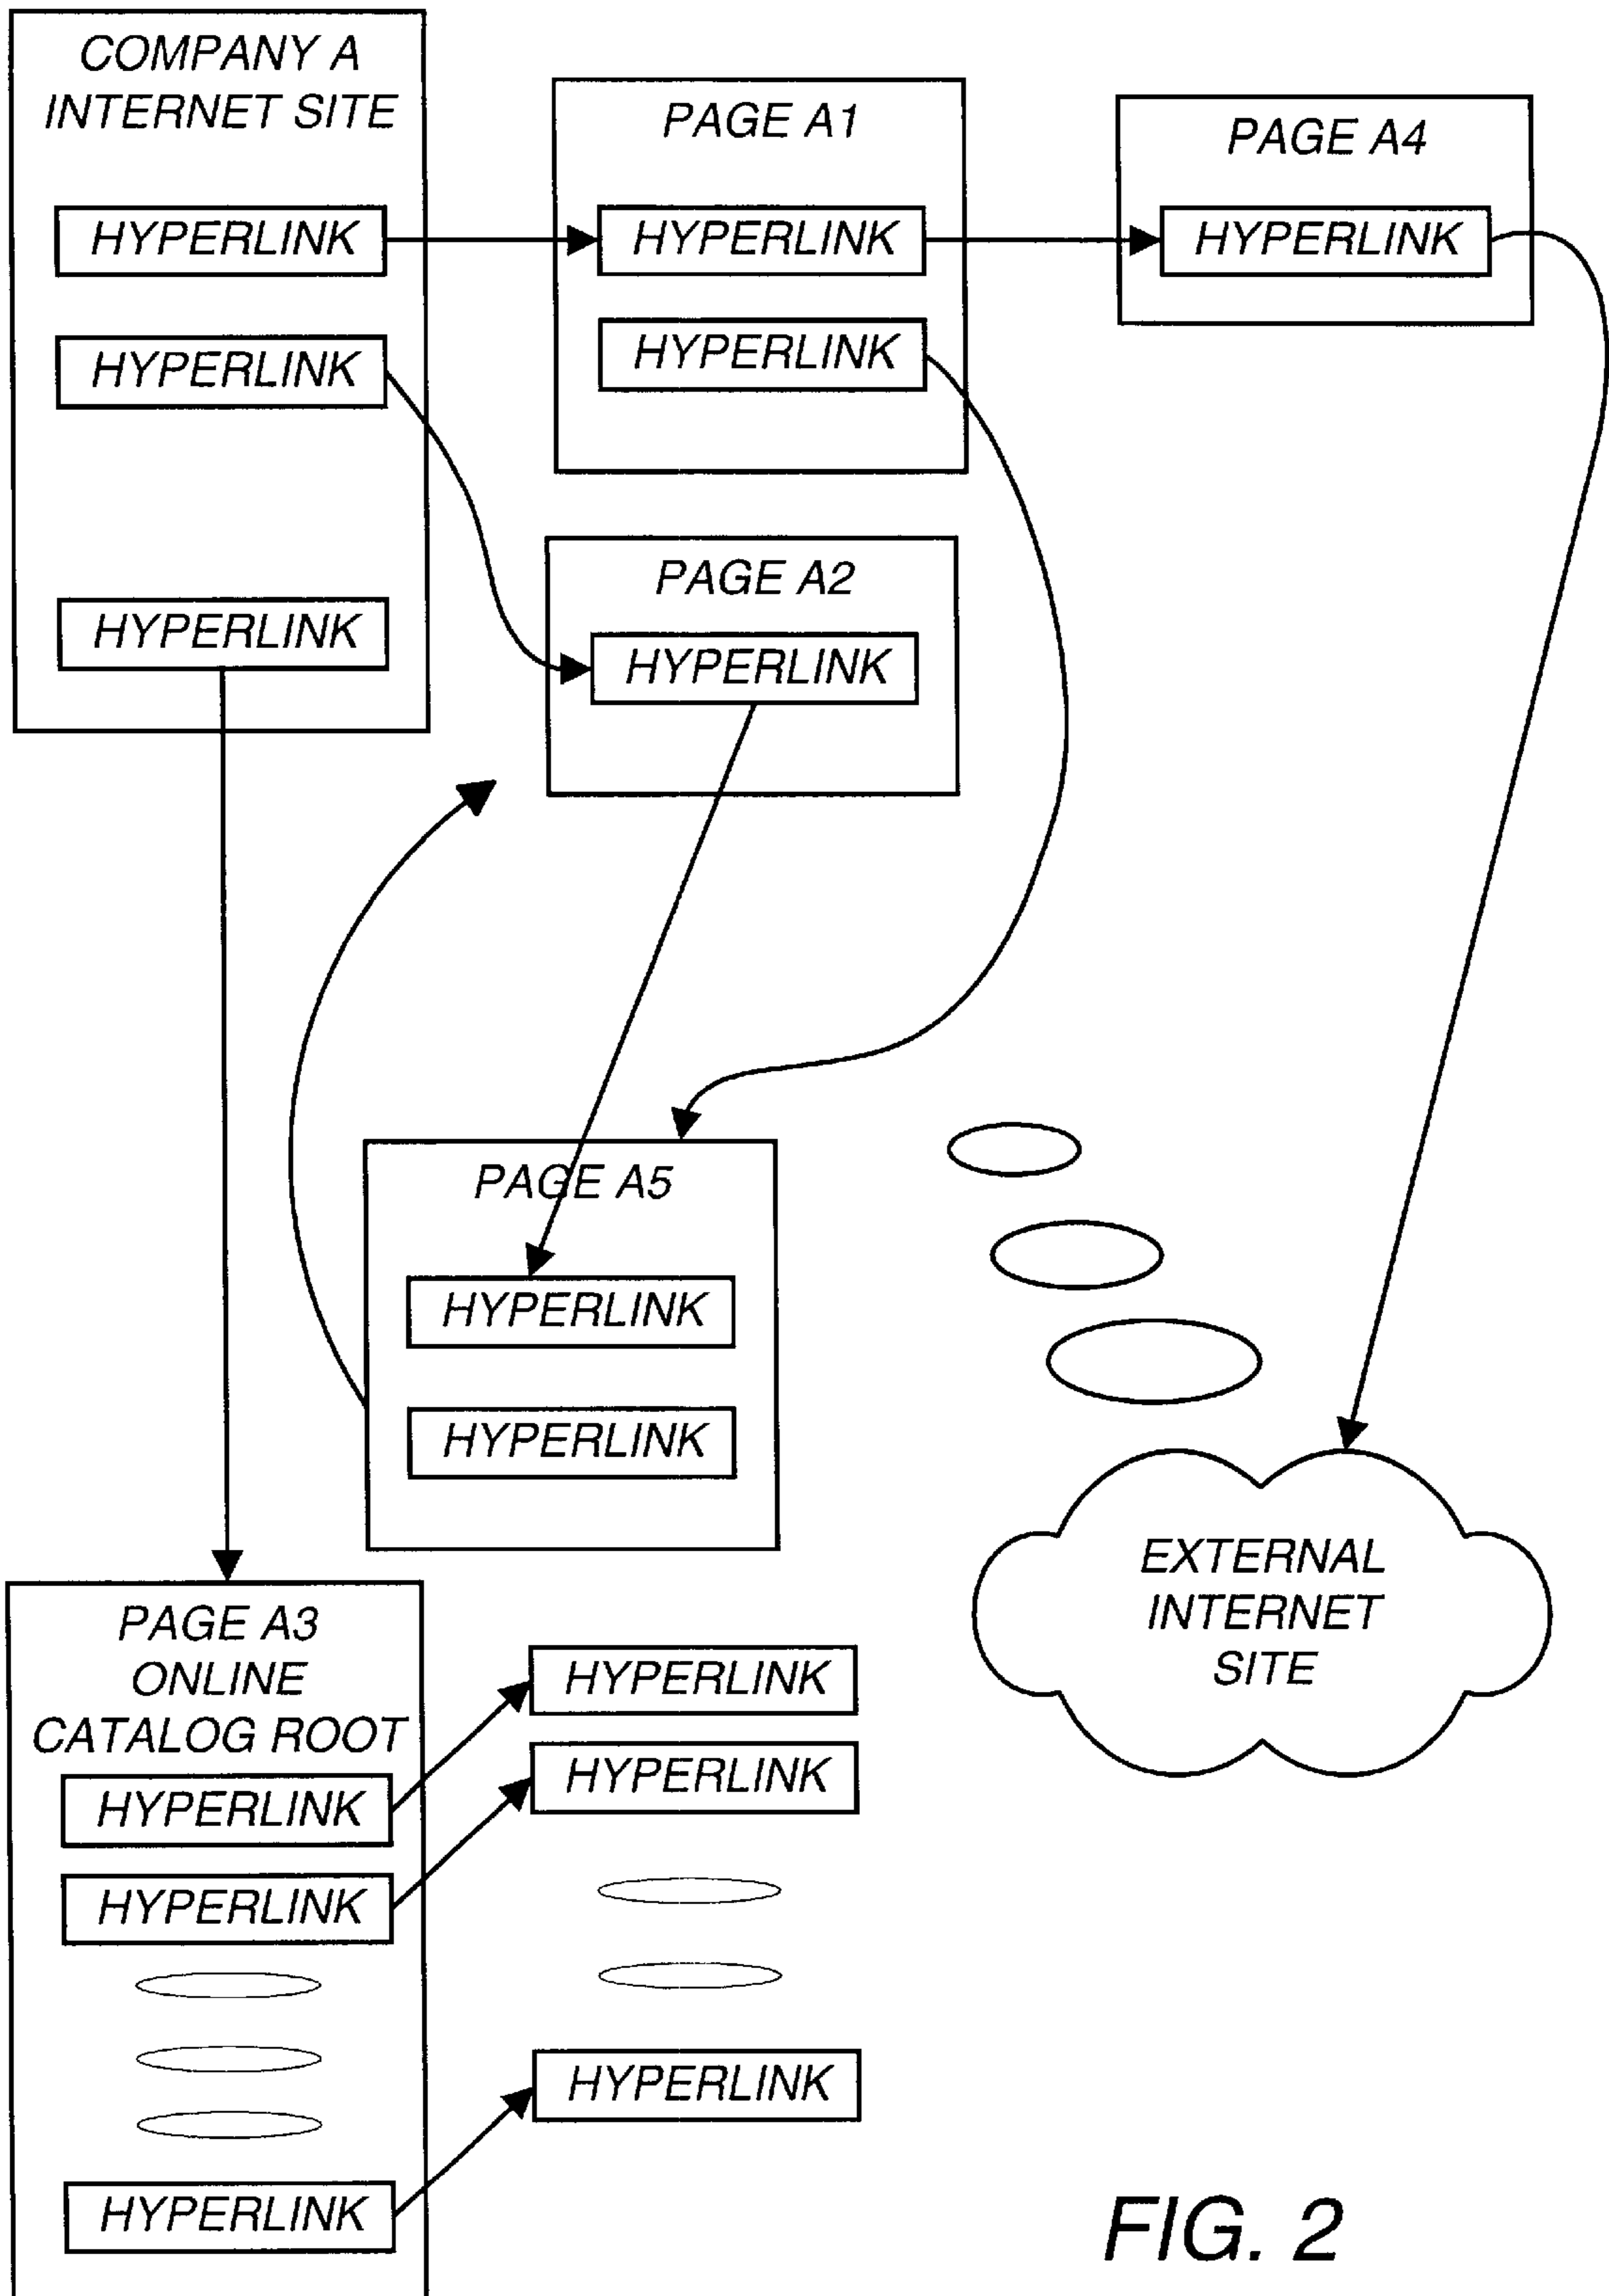 COMPANY A
INTERNET SITE
HYPERLINK
HYPERLINK
HYPERLINK
PAGE A1
HYPERLINK
HYPERLINK
PAGE A4
HYPERLINK
PAGE A2
HYPERLINK
PAGE A5
HYPERLINK
HYPERLINK
EXTERNAL
INTERNET
SITE
PAGE A3
ONLINE
CATALOG ROOT
HYPERLINK
HYPERLINK
HYPERLINK
HYPERLINK
HYPERLINK
HYPERLINK
FIG. 2